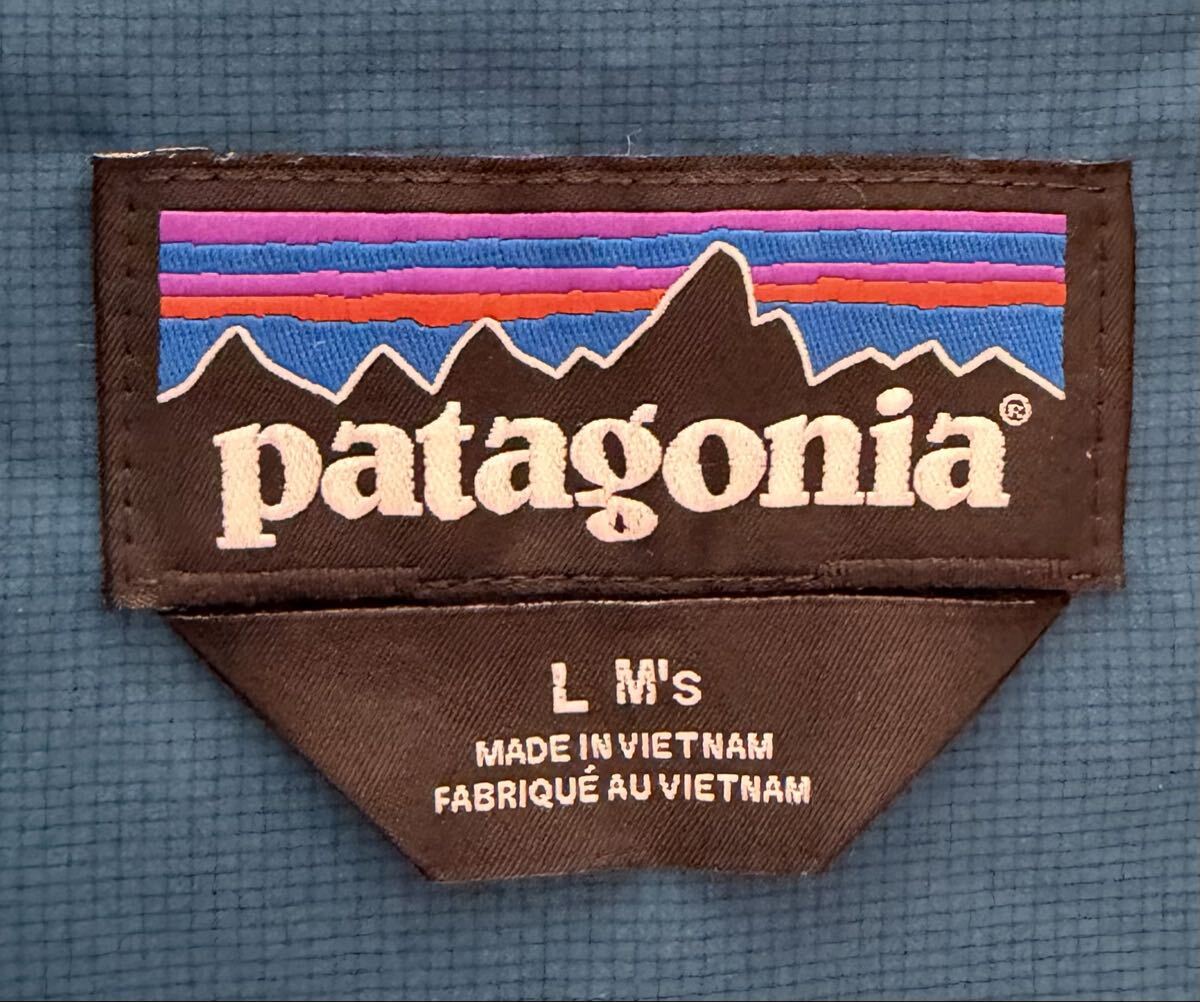 patagonia®
L M's
MADE IN VIETNAM
FABRIQUÉ AU VIETNAM